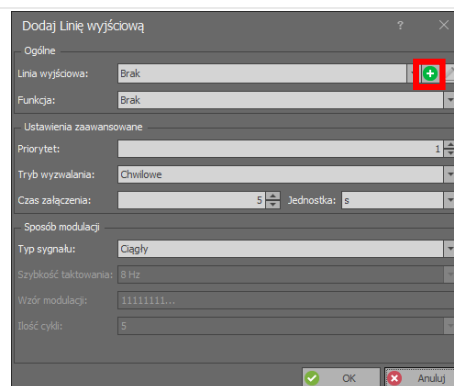 Dodaj Linię wyjściową ?
Ogólne
Linia wyjściowa: Brak
Funkcja: Brak
Ustawienia zaawansowane
Priorytet: 1
Tryb wyzwalania: Chwilowe
Czas załączenia: 5 Jednostka: s
Sposób modulacji
Typ sygnału: Ciągły
Szybkość taktowania: 8 Hz
Wzór modulacji: 11111111...
Ilość cykli: 5
OK Anuluj